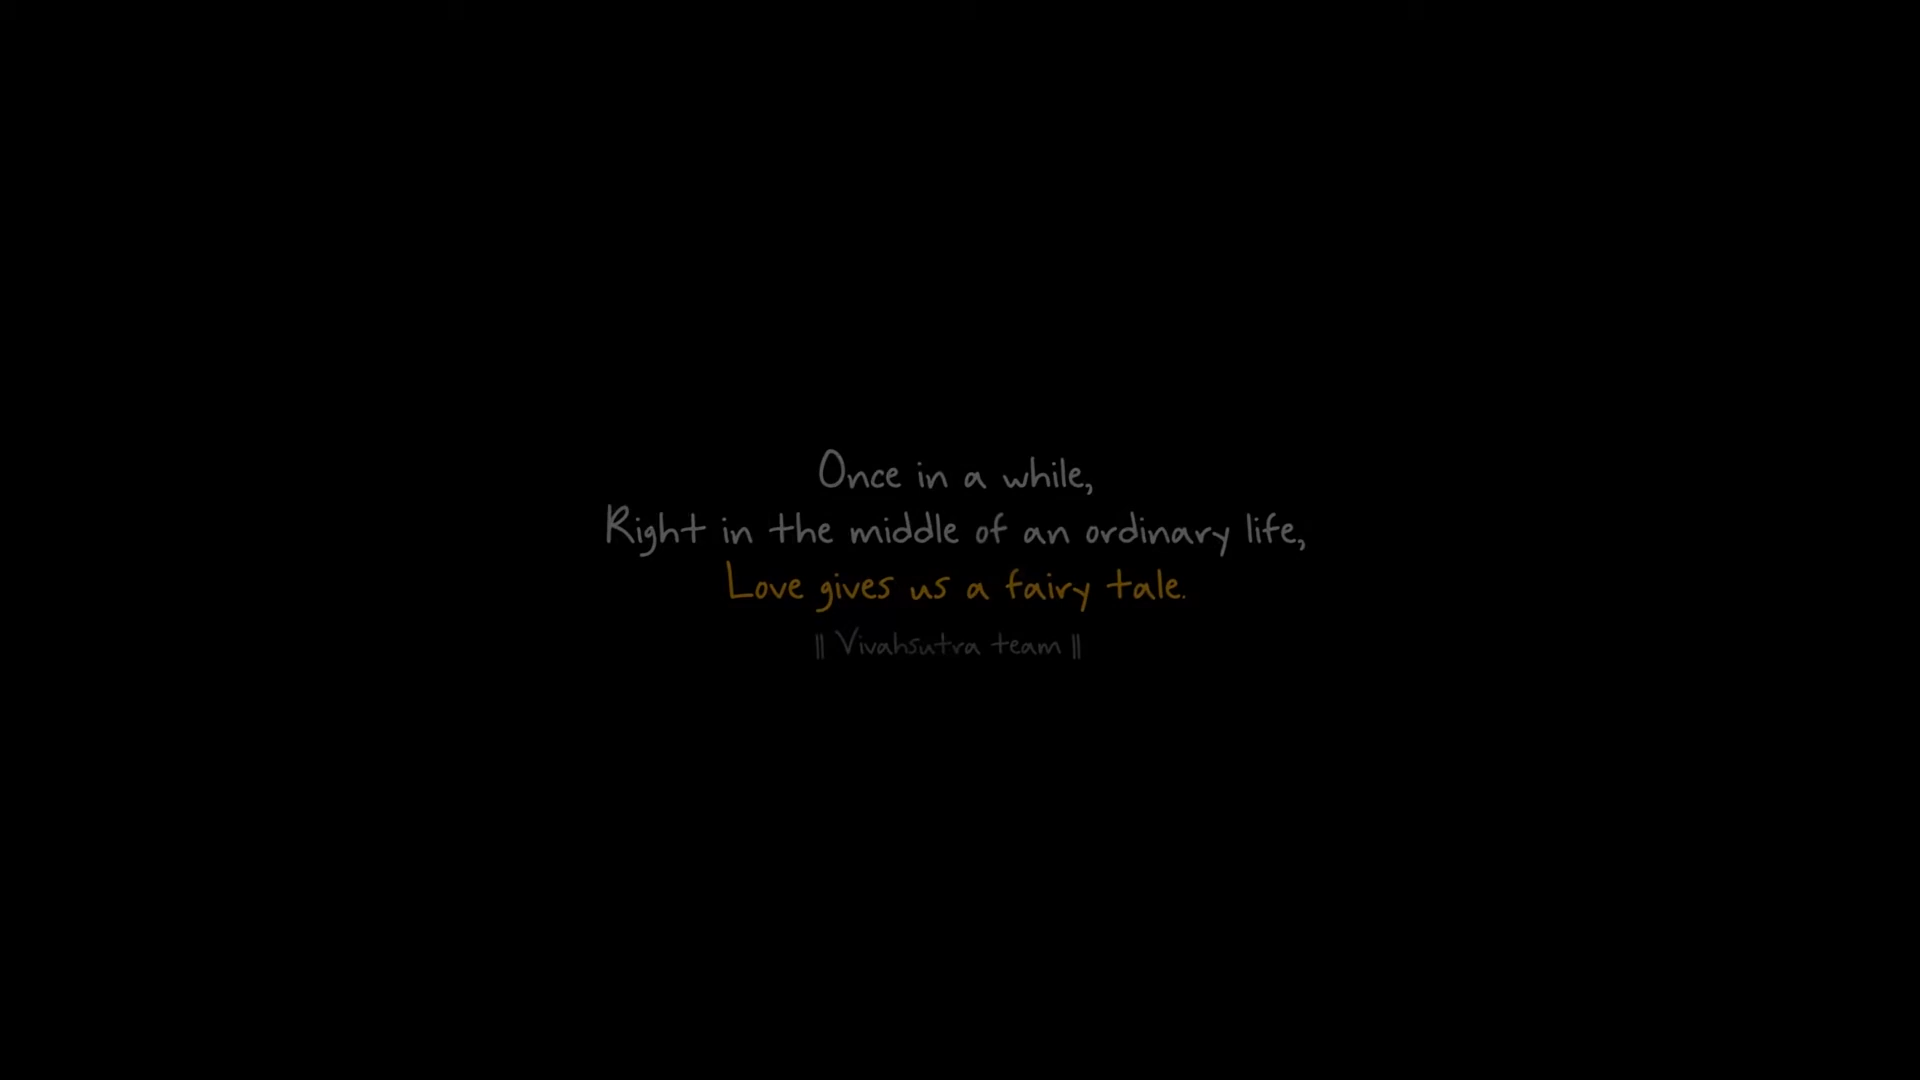 Once in a while,
Right in the middle of an ordinary life,
Love gives us a fairy tale.
|| Vivahsutra team ||